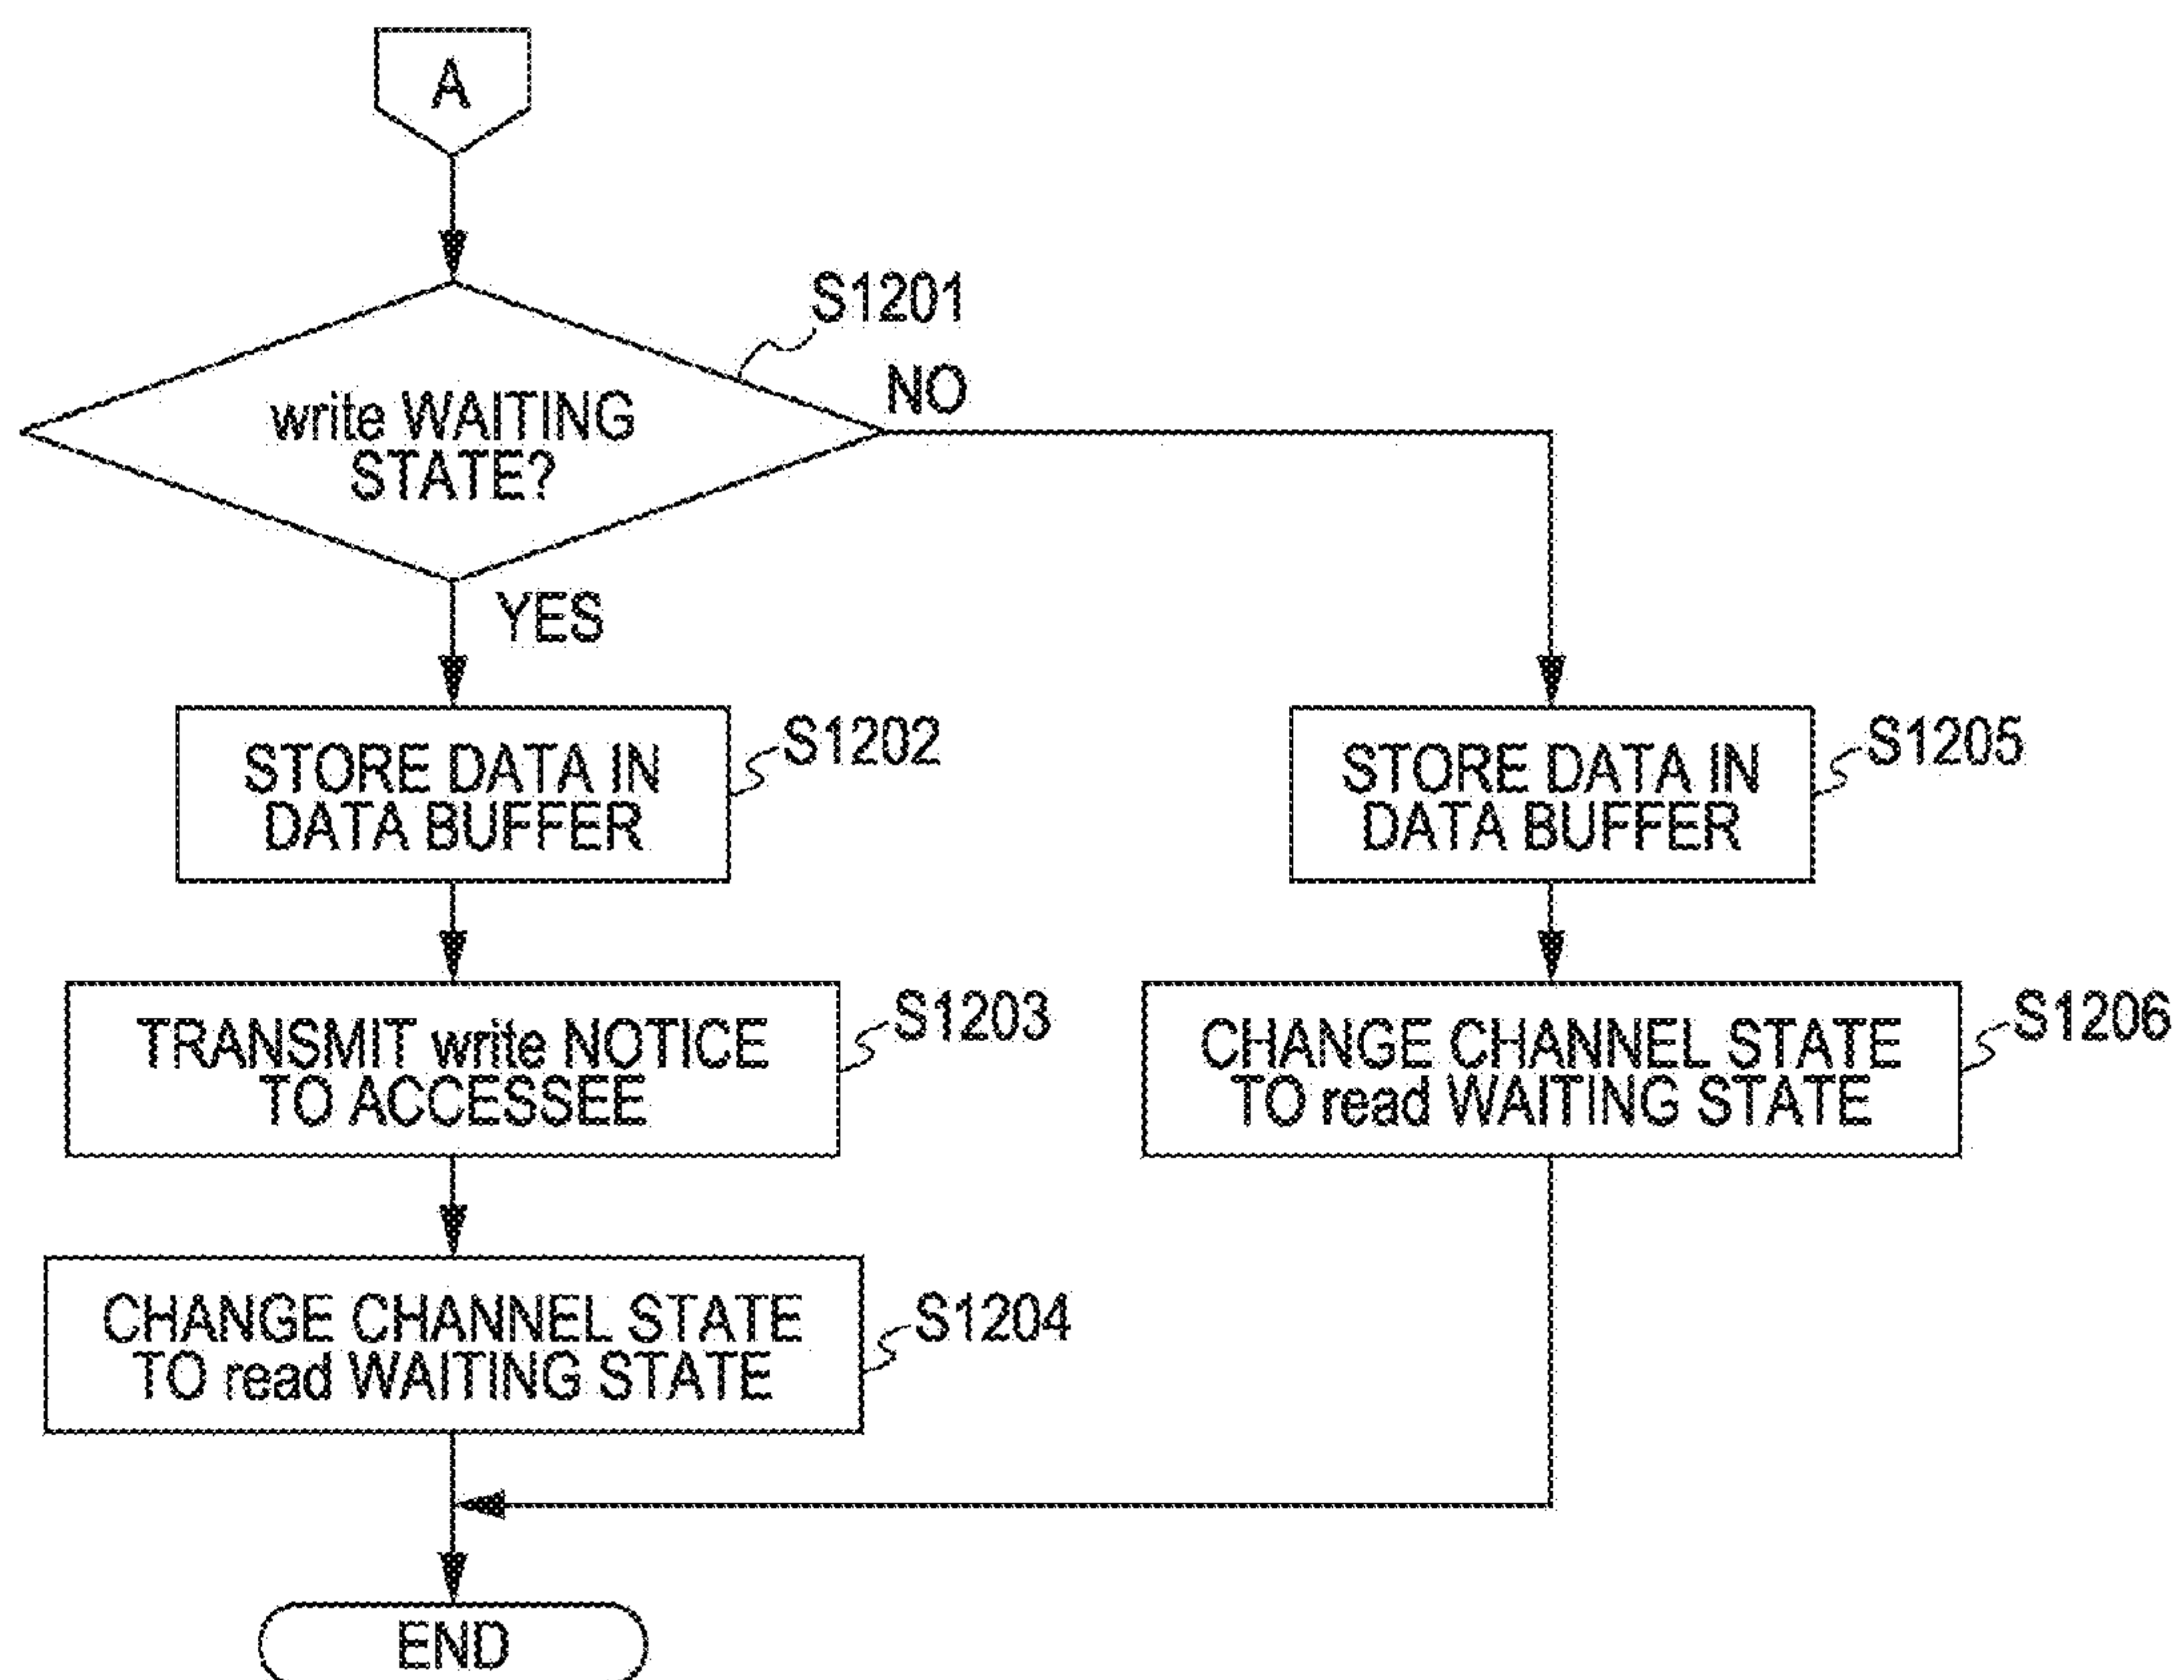 A
S1201
NO
write WAITING
STATE?
YES
STORE DATA IN
DATA BUFFER
S1202
STORE DATA IN
DATA BUFFER
S1205
TRANSMIT write NOTICE
TO ACCESSEE
S1203
CHANGE CHANNEL STATE
TO read WAITING STATE
S1206
CHANGE CHANNEL STATE
TO read WAITING STATE
S1204
END